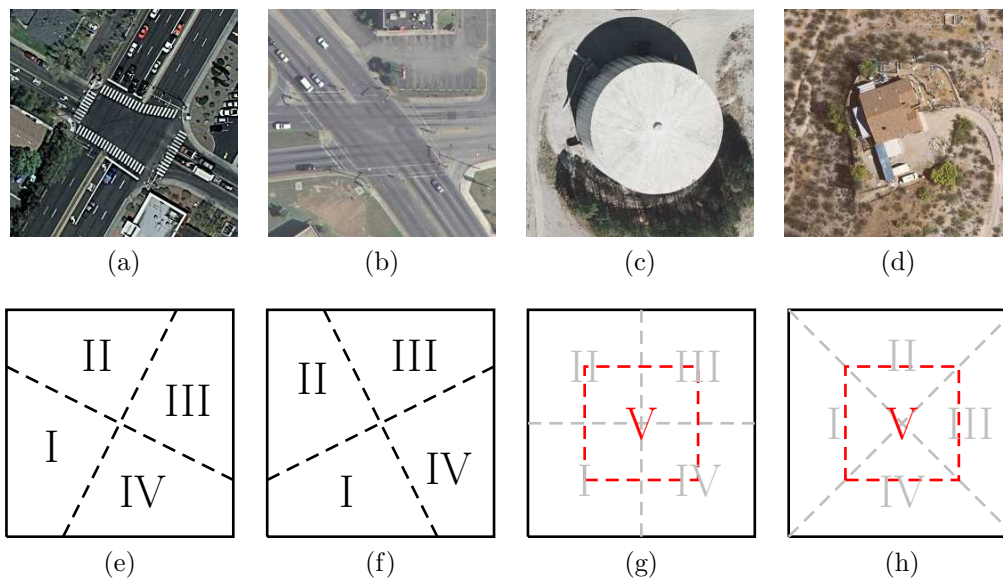 (a) (b) (c) (d)
II III II III II
I III II V I V III
I IV I IV I IV IV
(e) (f) (g) (h)